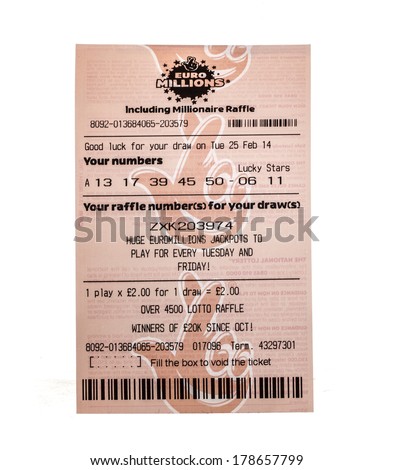 EURO
MILLIONS
Including Millionaire Raffle
8092-013684065-203579
Good luck for your draw on Tue 25 Feb 14
Your numbers
Lucky Stars
A 13 17 39 45 50 - 06 11
Your raffle number(s) for your draw(s)
ZXK203974
HUGE EUROMILLIONS JACKPOTS TO
PLAY FOR EVERY TUESDAY AND
FRIDAY!
1 play x £2.00 for 1 draw = £2.00
OVER 4500 LOTTO RAFFLE
WINNERS OF £20K SINCE OCT!
8092-013684065-203579 017096 Term. 43297301
Fill the box to void the ticket
shutterstock
www.shutterstock.com · 178657799